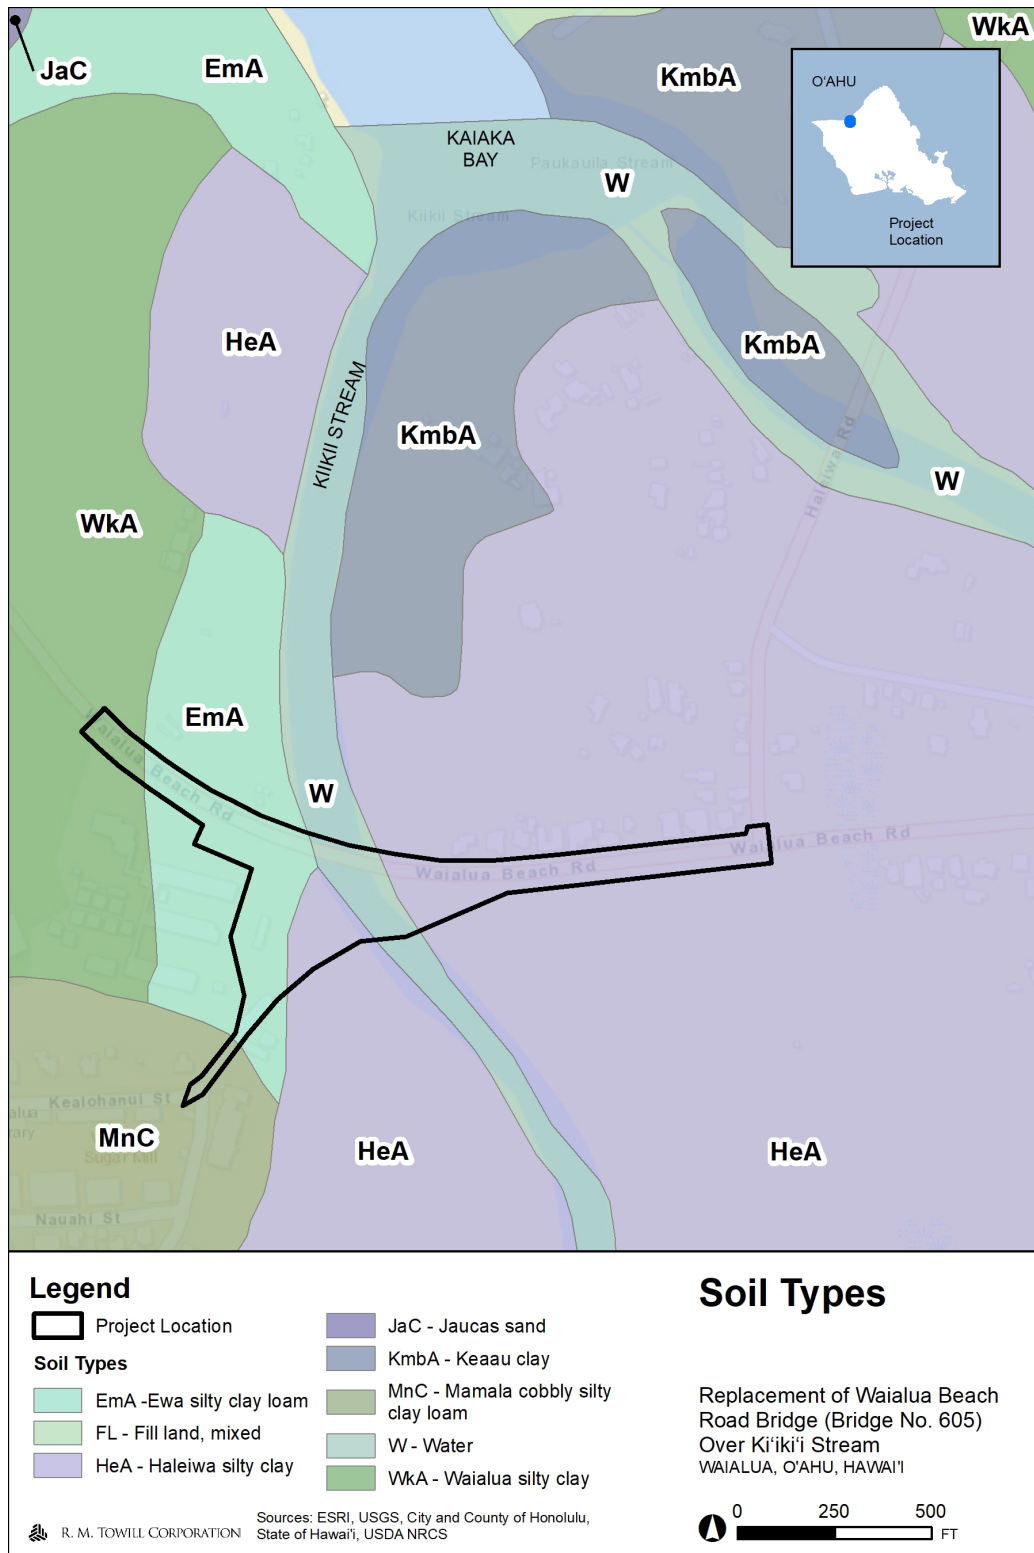 WkA
JaC
EmA
KmbA
O'AHU
KAIAKA
BAY
Paukauila Stream
W
Kiikii Stream
Project
Location
HeA
KmbA
KIIKII STREAM
KmbA
Haleiwa Rd
W
WkA
EmA
Waialua Beach Rd
W
Waialua Beach Rd
Waialua Beach Rd
Kealohanui St
MnC
Sugar Mill
HeA
HeA
Nauahi St
Legend
Project Location
Soil Types
EmA -Ewa silty clay loam
FL - Fill land, mixed
HeA - Haleiwa silty clay
JaC - Jaucas sand
KmbA - Keaau clay
MnC - Mamala cobbly silty
clay loam
W - Water
WkA - Waialua silty clay
Soil Types
Replacement of Waialua Beach
Road Bridge (Bridge No. 605)
Over Ki‘iki‘i Stream
WAIALUA, O'AHU, HAWAI'I
R. M. TOWILL CORPORATION
Sources: ESRI, USGS, City and County of Honolulu,
State of Hawai'i, USDA NRCS
0 250 500
FT